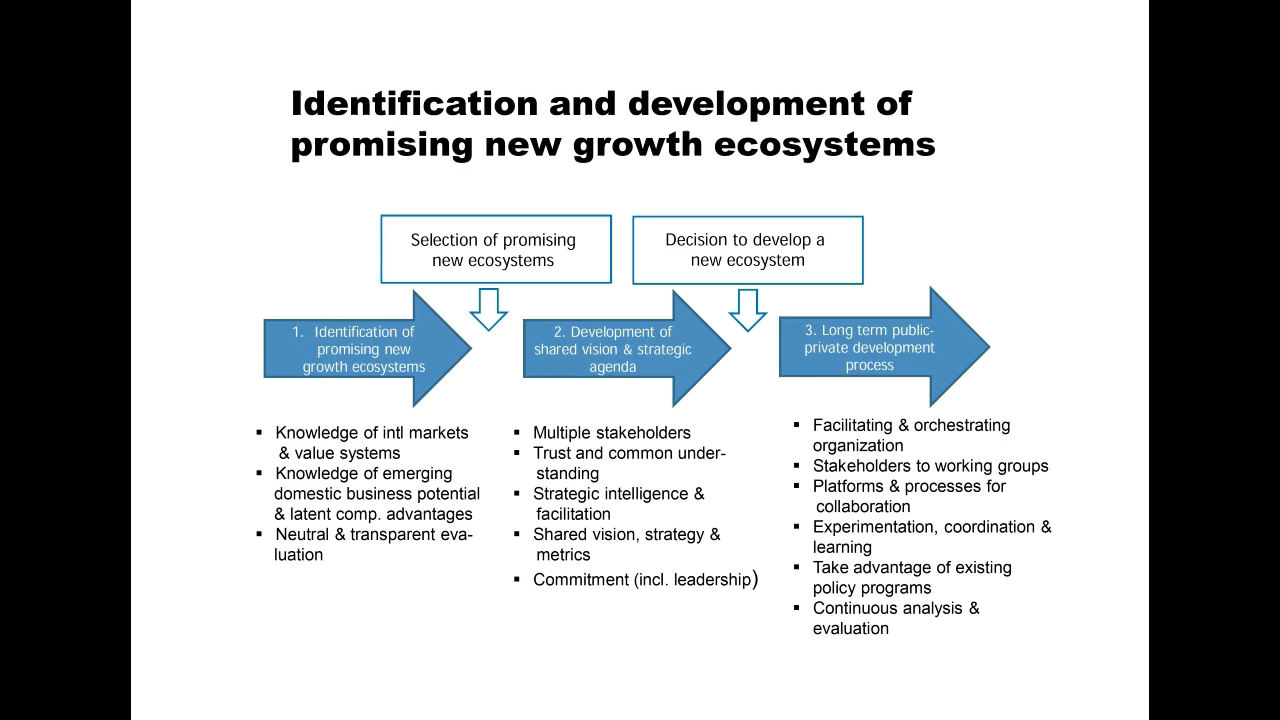 Identification and development of
promising new growth ecosystems
Selection of promising
new ecosystems
Decision to develop a
new ecosystem
1. Identification of
promising new
growth ecosystems
2. Development of
shared vision & strategic
agenda
3. Long term public-
private development
process
▪ Knowledge of intl markets
& value systems
▪ Knowledge of emerging
domestic business potential
& latent comp. advantages
▪ Neutral & transparent eva-
luation
▪ Multiple stakeholders
▪ Trust and common under-
standing
▪ Strategic intelligence &
facilitation
▪ Shared vision, strategy &
metrics
▪ Commitment (incl. leadership)
▪ Facilitating & orchestrating
organization
▪ Stakeholders to working groups
▪ Platforms & processes for
collaboration
▪ Experimentation, coordination &
learning
▪ Take advantage of existing
policy programs
▪ Continuous analysis &
evaluation